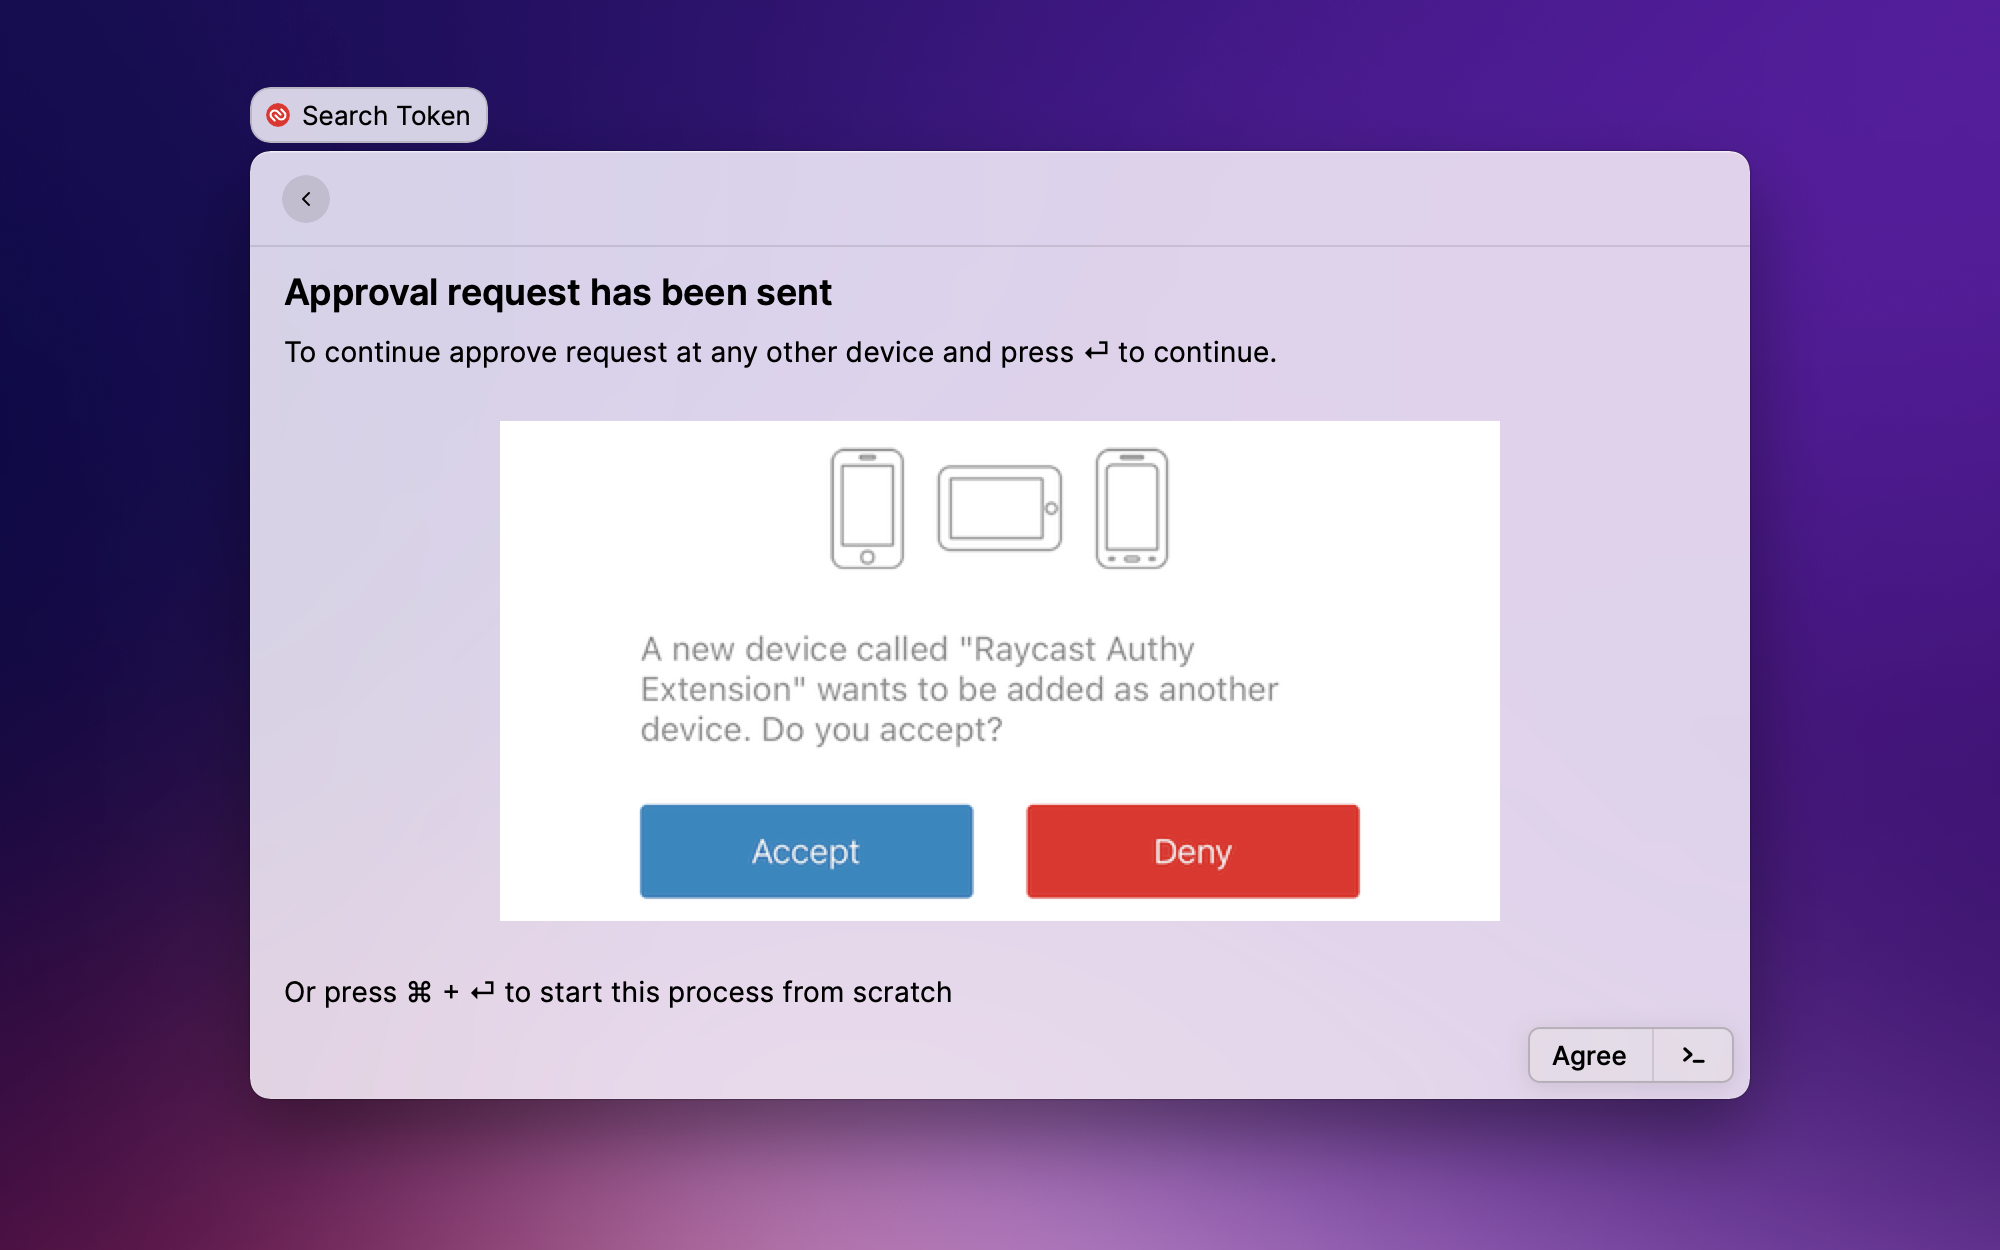 Search Token
Approval request has been sent
To continue approve request at any other device and press ⏎ to continue.
A new device called "Raycast Authy
Extension" wants to be added as another
device. Do you accept?
Accept
Deny
Or press ⌘ + ⏎ to start this process from scratch
Agree